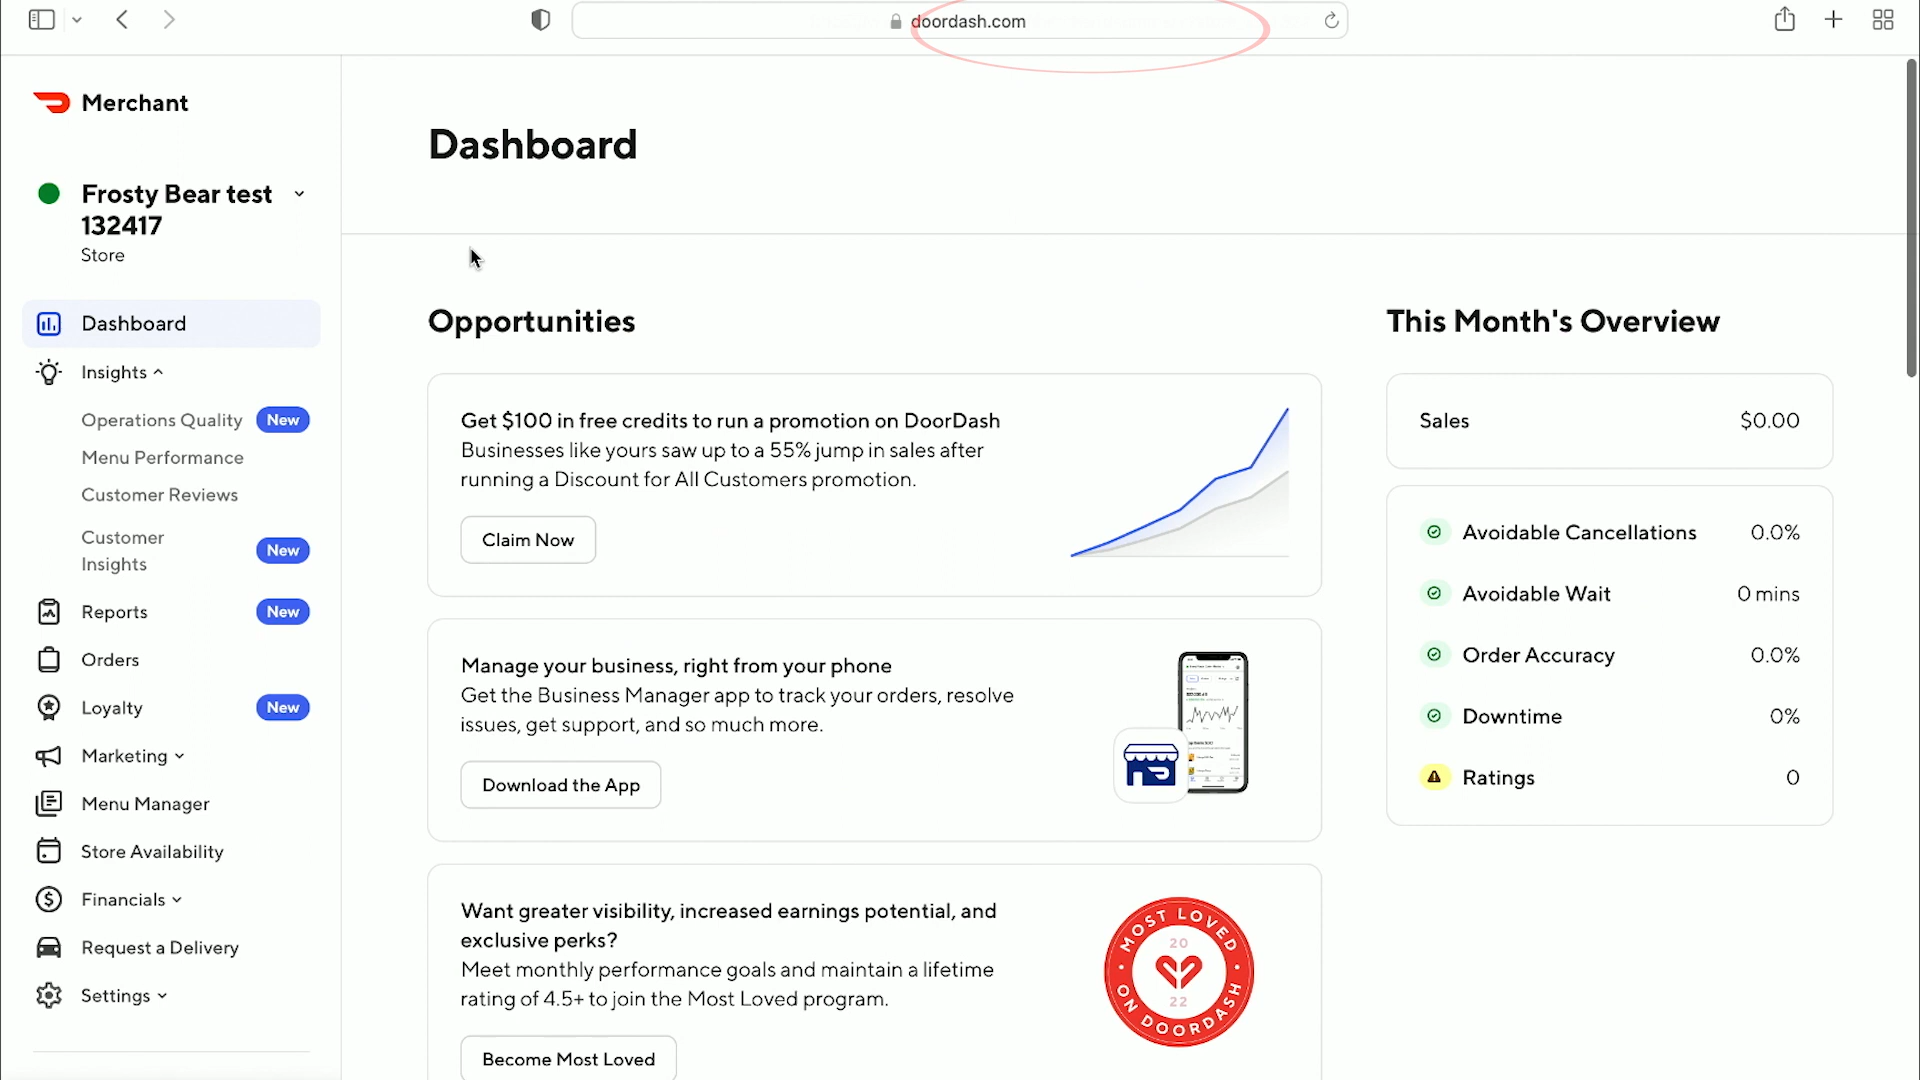 doordash.com
Merchant
Frosty Bear test
132417
Store
Dashboard
Insights
Operations Quality New
Menu Performance
Customer Reviews
Customer
Insights
New
Reports New
Orders
Loyalty New
Marketing
Menu Manager
Store Availability
Financials
Request a Delivery
Settings
Dashboard
Opportunities
Get $100 in free credits to run a promotion on DoorDash
Businesses like yours saw up to a 55% jump in sales after
running a Discount for All Customers promotion.
Claim Now
Manage your business, right from your phone
Get the Business Manager app to track your orders, resolve
issues, get support, and so much more.
Download the App
Want greater visibility, increased earnings potential, and
exclusive perks?
Meet monthly performance goals and maintain a lifetime
rating of 4.5+ to join the Most Loved program.
Become Most Loved
MOST LOVED
20
22
ON DOORDASH
This Month's Overview
Sales $0.00
Avoidable Cancellations 0.0%
Avoidable Wait 0 mins
Order Accuracy 0.0%
Downtime 0%
Ratings 0